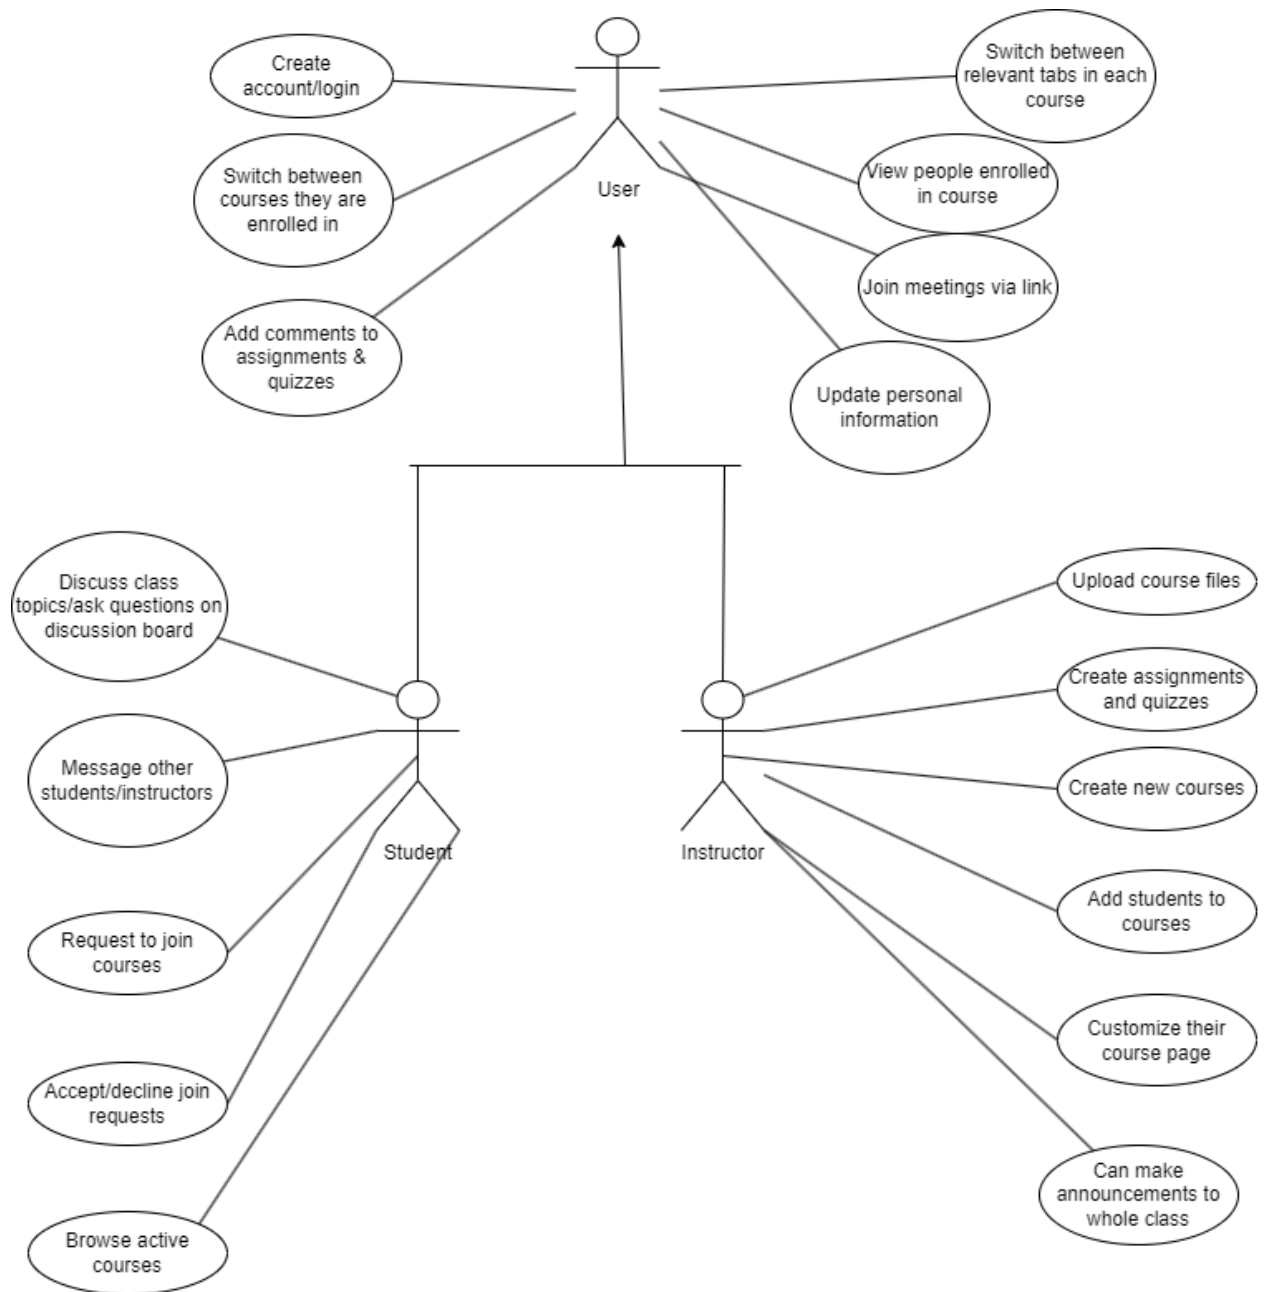 Create
account/login
Switch between
courses they are
enrolled in
Add comments to
assignments &
quizzes
User
Switch between
relevant tabs in each
course
View people enrolled
in course
Join meetings via link
Update personal
information
Discuss class
topics/ask questions on
discussion board
Message other
students/instructors
Request to join
courses
Accept/decline join
requests
Browse active
courses
Student
Instructor
Upload course files
Create assignments
and quizzes
Create new courses
Add students to
courses
Customize their
course page
Can make
announcements to
whole class